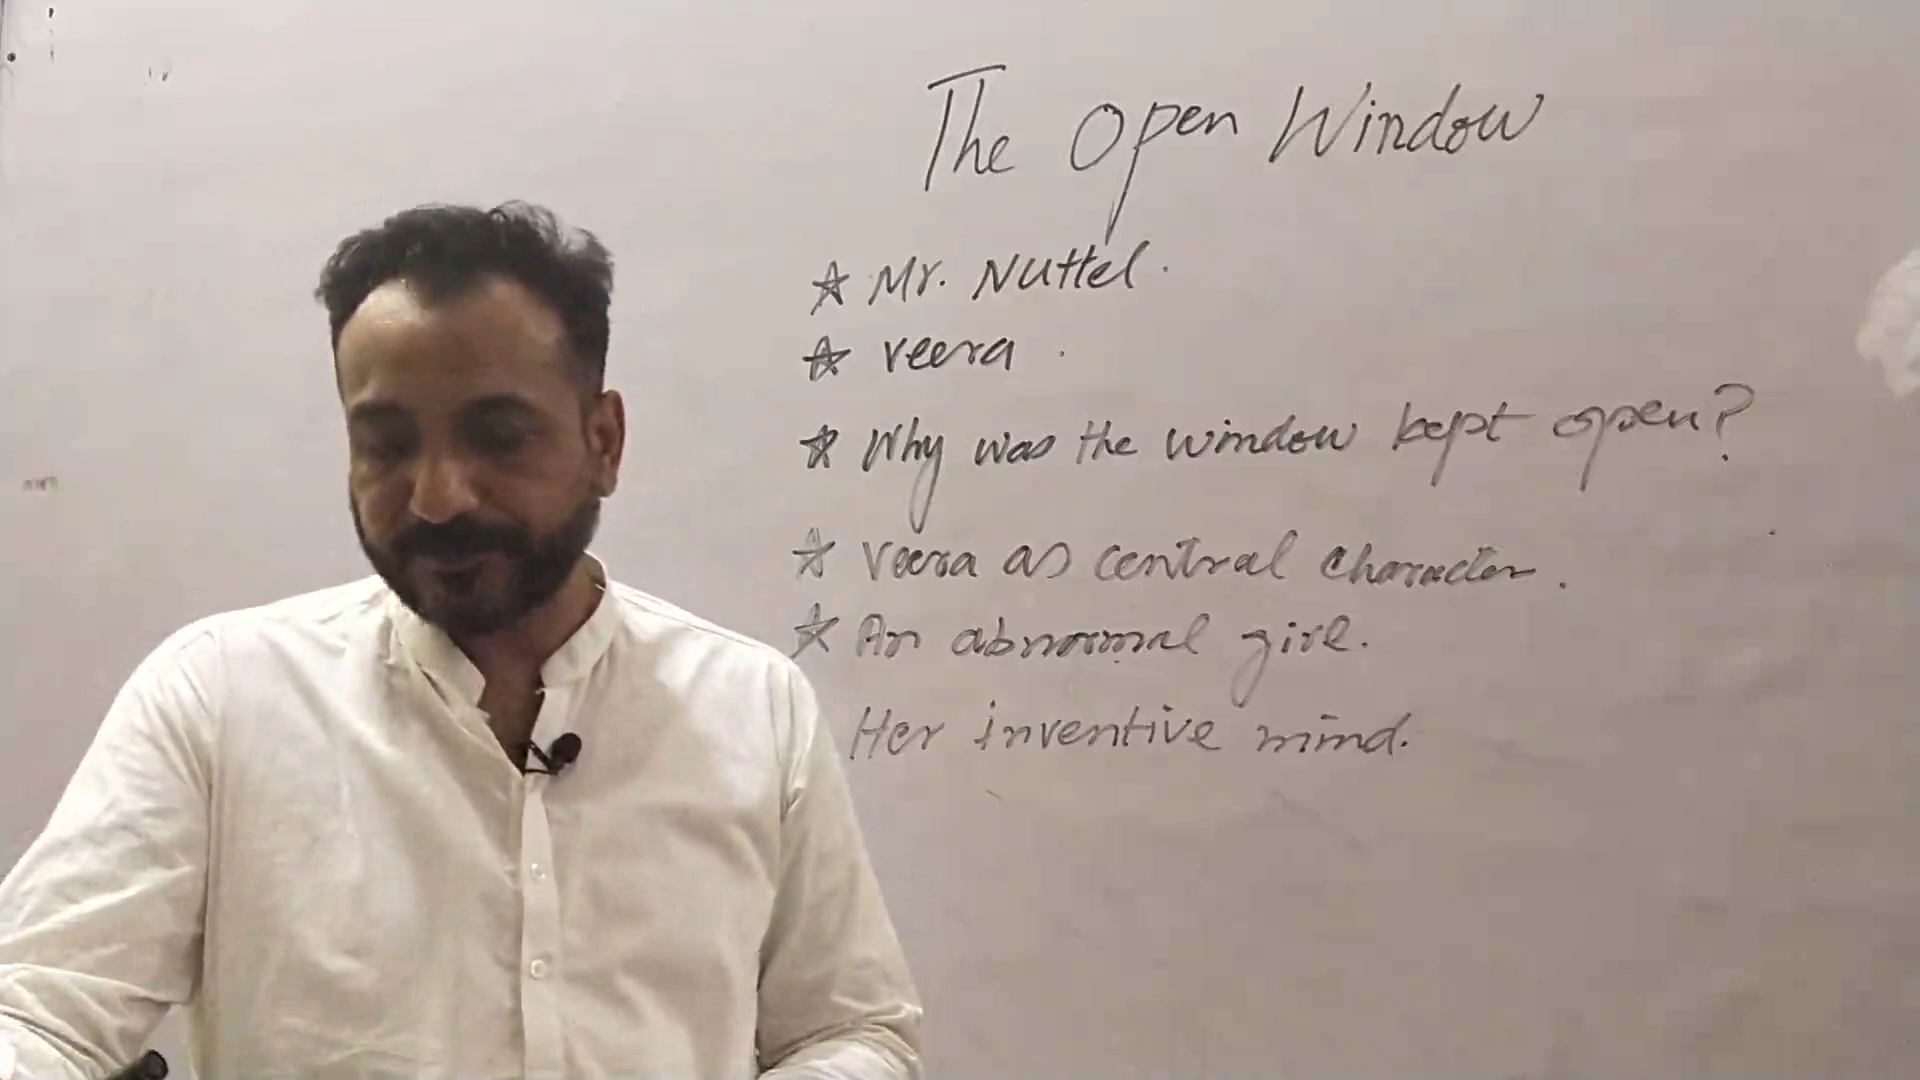 The Open Window
☆ Mr. Nuttel.
☆ Veera.
☆ Why was the window kept open?
☆ Veera as central Character.
☆ An abnormal girl.
Her inventive mind.